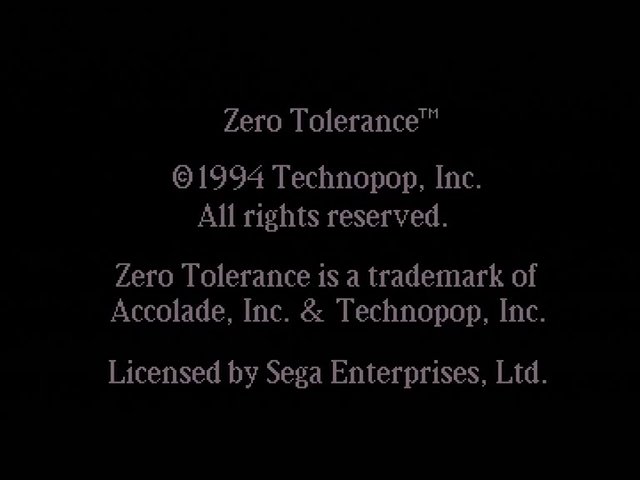 Zero Tolerance™
©1994 Technopop, Inc.
All rights reserved.
Zero Tolerance is a trademark of
Accolade, Inc. & Technopop, Inc.
Licensed by Sega Enterprises, Ltd.